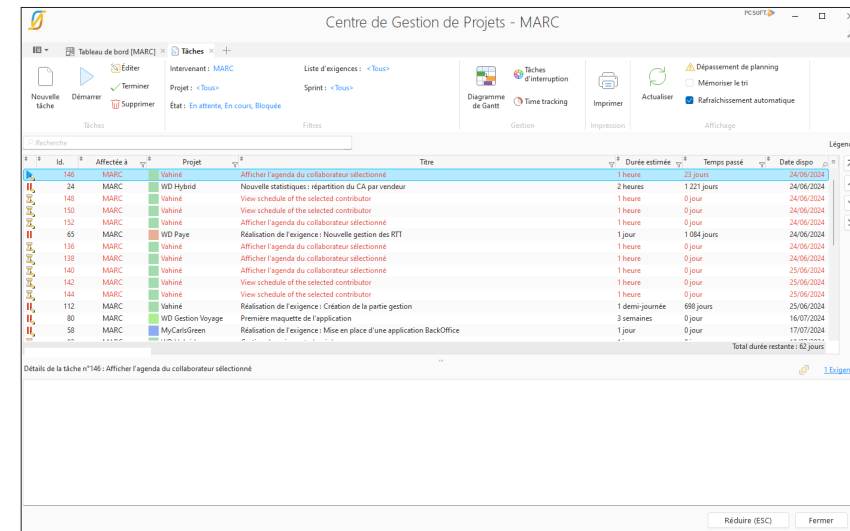 Centre de Gestion de Projets - MARC
PC SOFT
Tableau de bord [MARC]
Tâches
Nouvelle tâche
Démarrer
Éditer
Terminer
Supprimer
Tâches
Intervenant : MARC
Projet : <Tous>
État : En attente, En cours, Bloquée
Liste d'exigences : <Tous>
Sprint : <Tous>
Filtres
Diagramme de Gantt
Tâches d'interruption
Time tracking
Gestion
Imprimer
Impression
Actualiser
Dépassement de planning
Mémoriser le tri
Rafraîchissement automatique
Affichage
Recherche
Légen
Id. Affectée à Projet Titre Durée estimée Temps passé Date dispo
146 MARC Vahiné Afficher l'agenda du collaborateur sélectionné 1 heure 23 jours 24/06/2024
24 MARC WD Hybrid Nouvelle statistiques : répartition du CA par vendeur 2 heures 1 221 jours 24/06/2024
148 MARC Vahiné View schedule of the selected contributor 1 heure 0 jour 24/06/2024
150 MARC Vahiné View schedule of the selected contributor 1 heure 0 jour 24/06/2024
152 MARC Vahiné Afficher l'agenda du collaborateur sélectionné 1 heure 0 jour 24/06/2024
65 MARC WD Paye Réalisation de l'exigence : Nouvelle gestion des RTT 1 jour 1 084 jours 24/06/2024
136 MARC Vahiné Afficher l'agenda du collaborateur sélectionné 1 heure 0 jour 24/06/2024
138 MARC Vahiné Afficher l'agenda du collaborateur sélectionné 1 heure 0 jour 24/06/2024
140 MARC Vahiné Afficher l'agenda du collaborateur sélectionné 1 heure 0 jour 25/06/2024
142 MARC Vahiné View schedule of the selected contributor 1 heure 0 jour 25/06/2024
144 MARC Vahiné View schedule of the selected contributor 1 heure 0 jour 25/06/2024
112 MARC Vahiné Réalisation de l'exigence : Création de la partie gestion 1 demi-journée 698 jours 25/06/2024
80 MARC WD Gestion Voyage Première maquette de l'application 3 semaines 0 jour 16/07/2024
58 MARC MyCarIsGreen Réalisation de l'exigence : Mise en place d'une application BackOffice 1 jour 0 jour 17/07/2024
Total durée restante : 62 jours
Détails de la tâche n°146 : Afficher l'agenda du collaborateur sélectionné
1 Exigen
Réduire (ESC)
Fermer